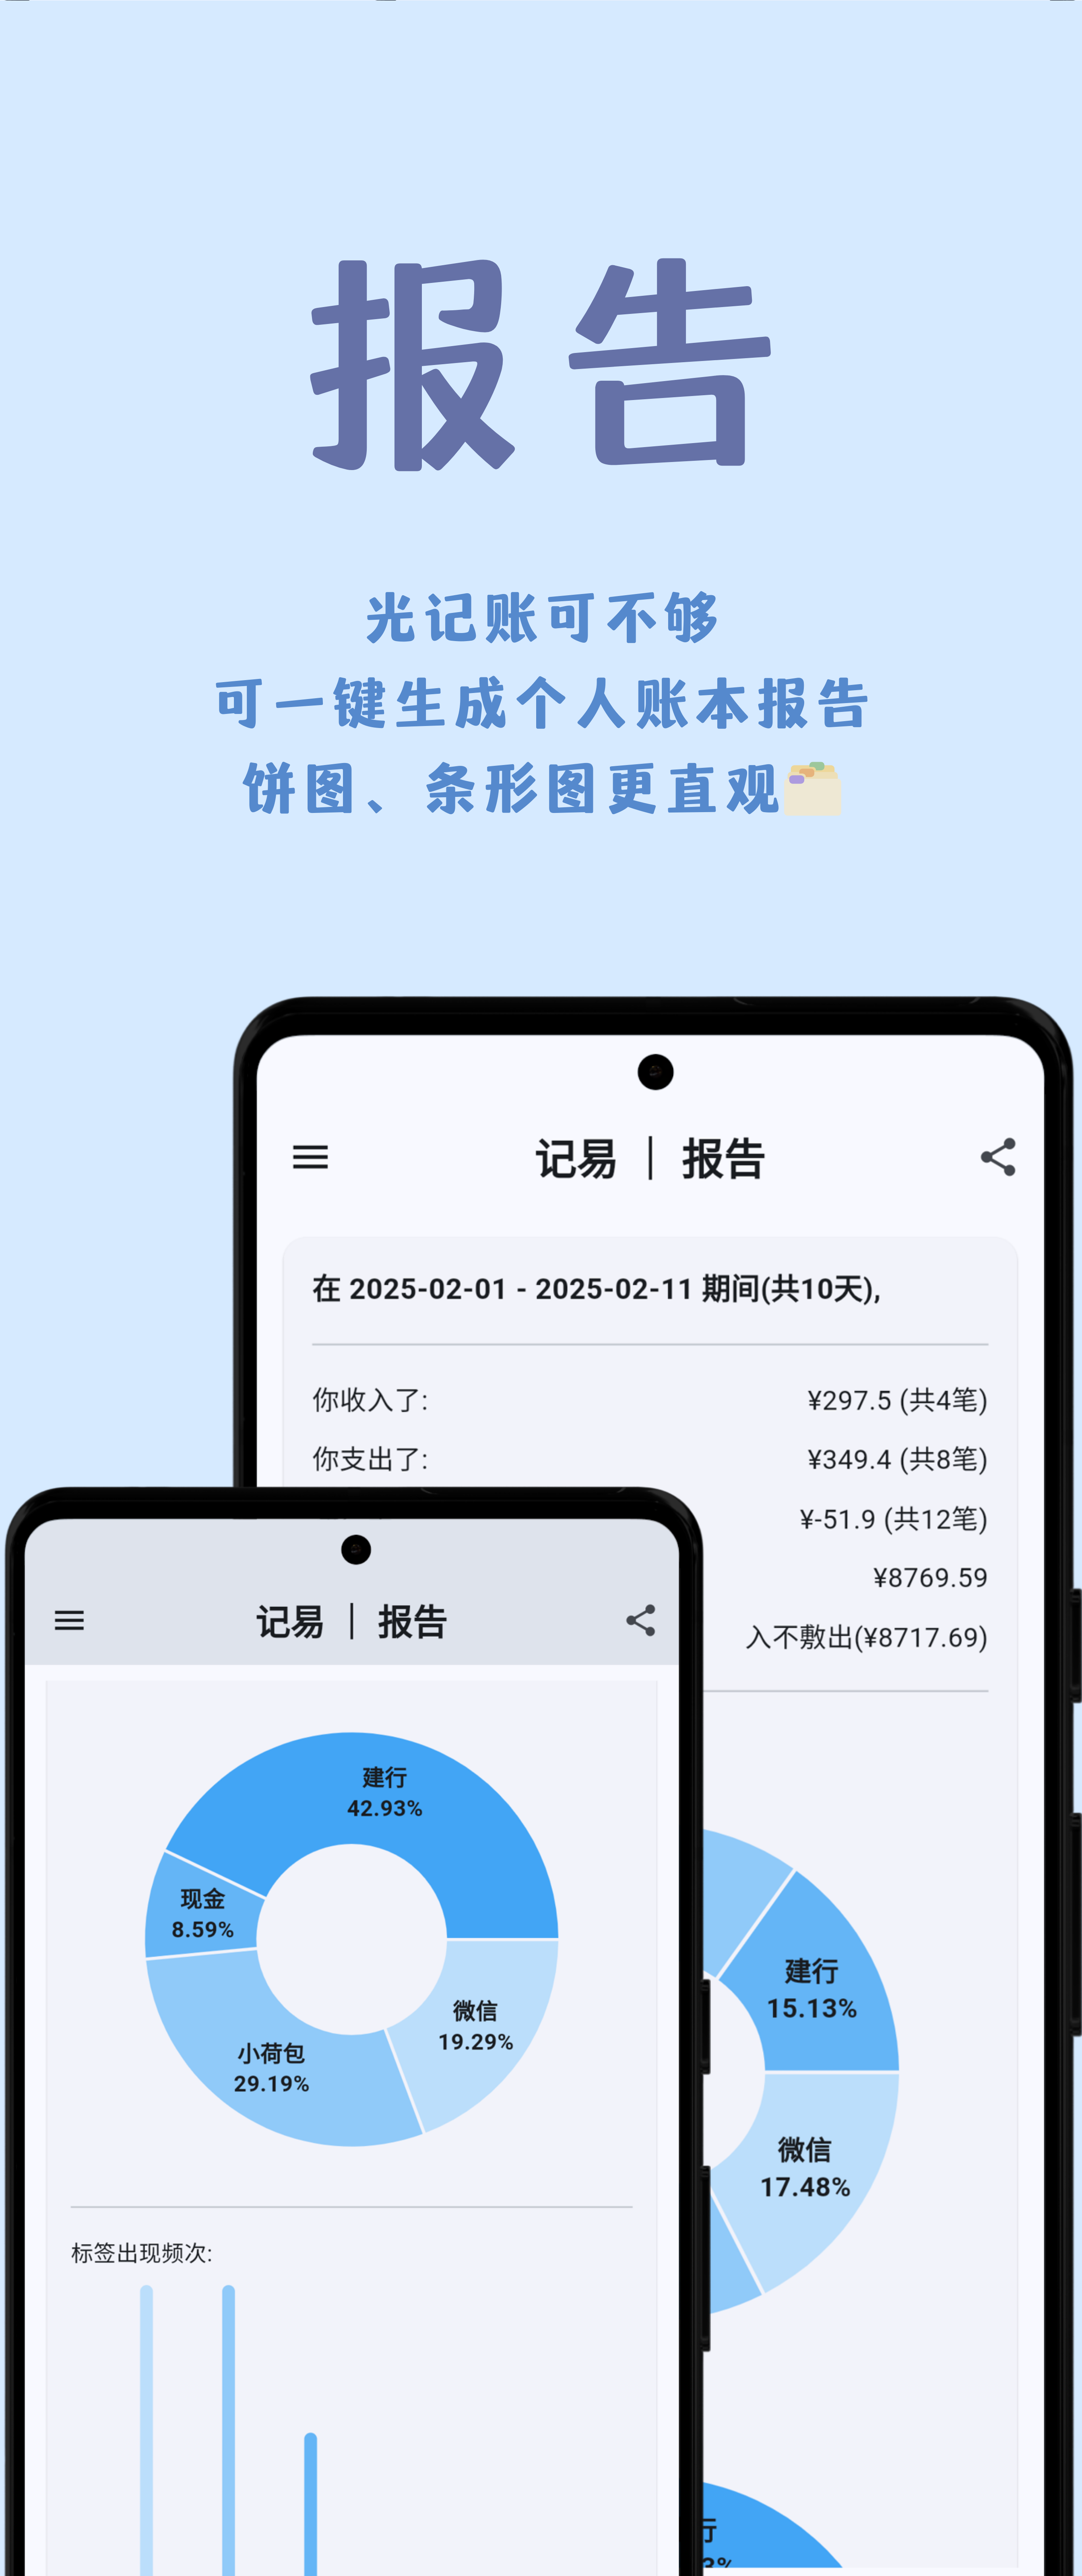 报告
光记账可不够
可一键生成个人账本报告
饼图、条形图更直观
记易 | 报告
在 2025-02-01 - 2025-02-11 期间(共10天),
你收入了: ¥297.5 (共4笔)
你支出了: ¥349.4 (共8笔)
¥-51.9 (共12笔)
¥8769.59
入不敷出(¥8717.69)
建行
15.13%
微信
17.48%
行
3%
记易 | 报告
建行
42.93%
现金
8.59%
微信
19.29%
小荷包
29.19%
标签出现频次: